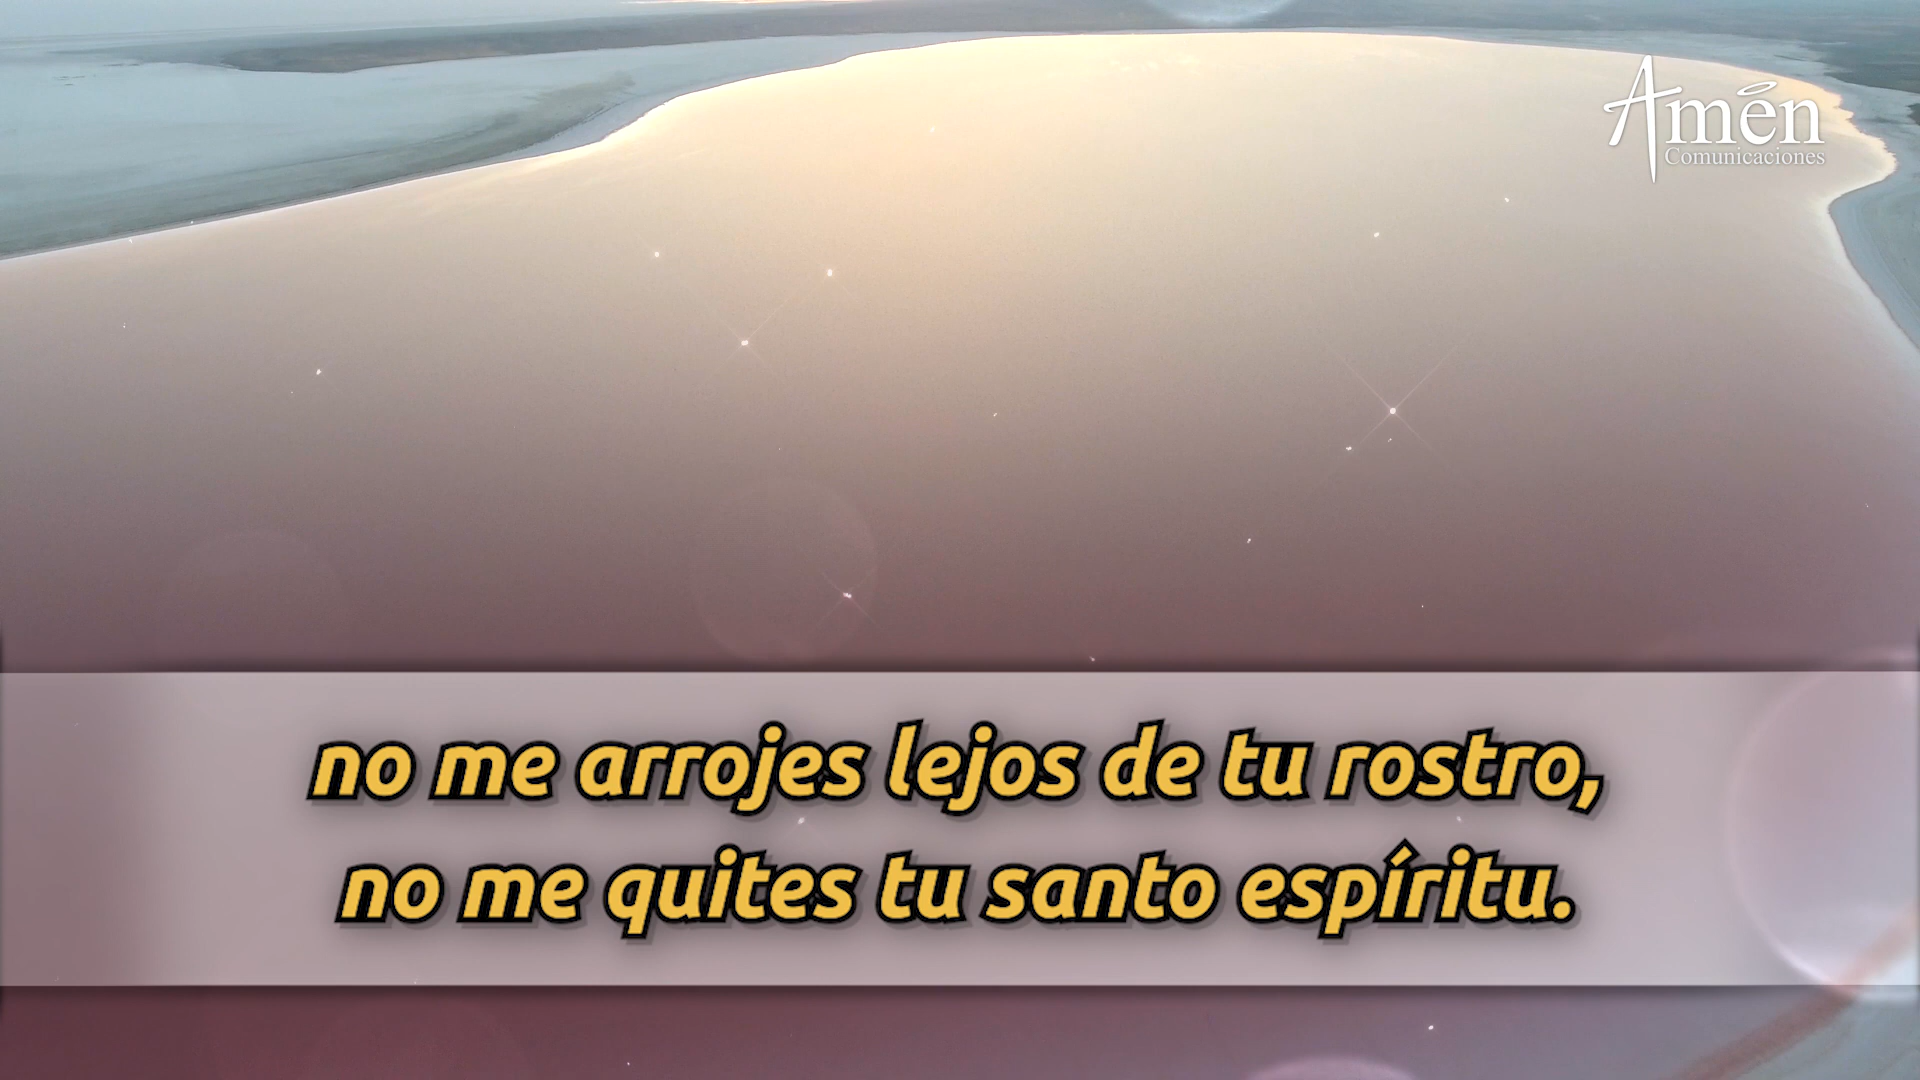 Amén
Comunicaciones
no me arrojes lejos de tu rostro,
no me quites tu santo espíritu.